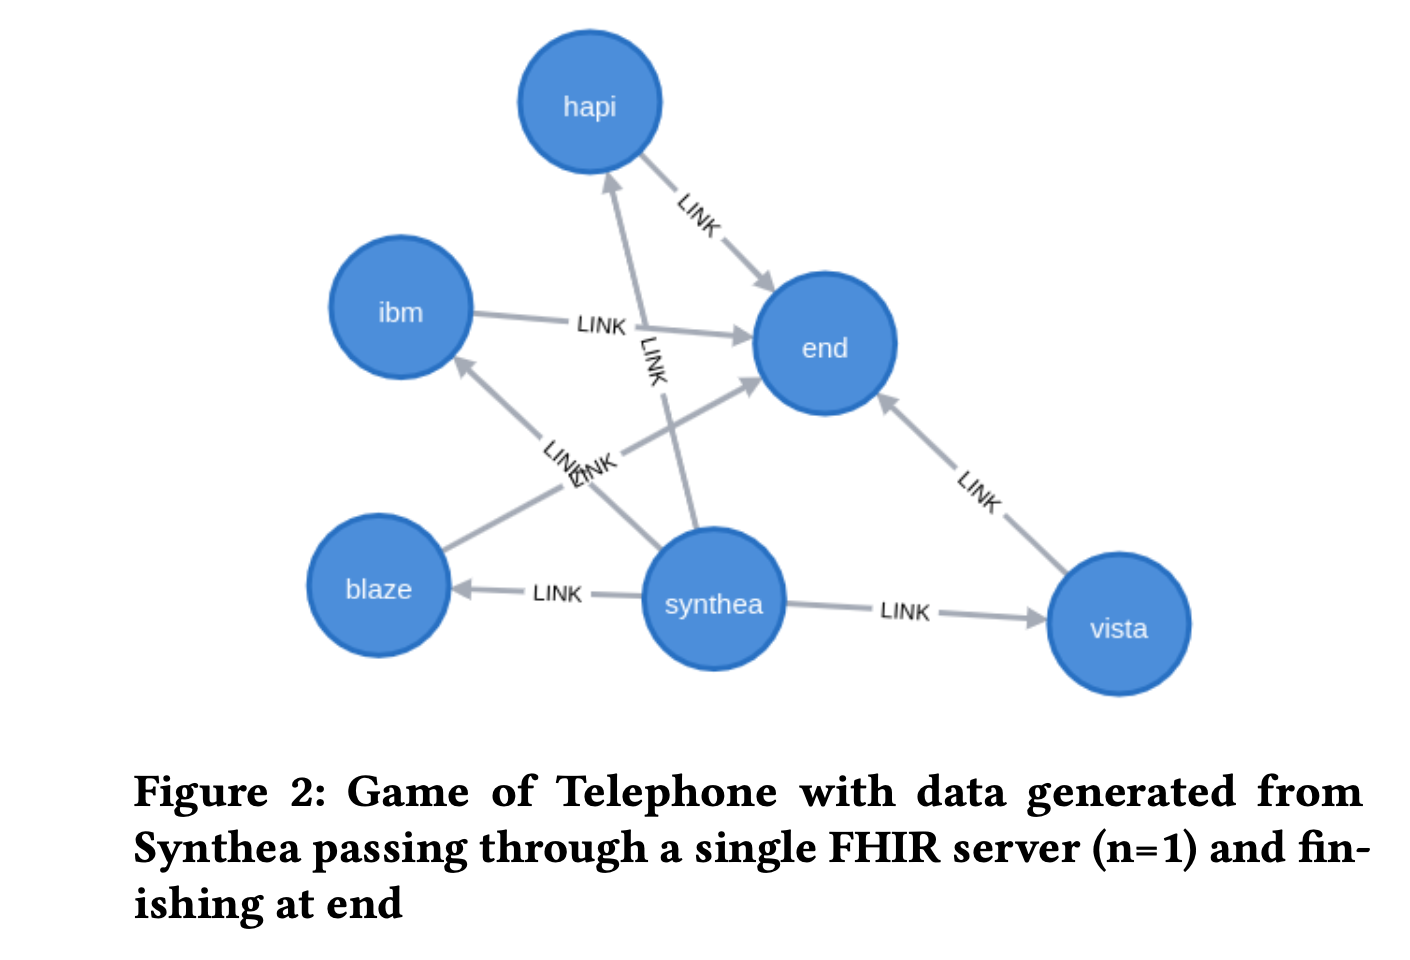 hapi
LINK
ibm
LINK
end
LINK
LINK
LINK
LINK
blaze
LINK
synthea
LINK
vista
Figure 2: Game of Telephone with data generated from
Synthea passing through a single FHIR server (n=1) and fin-
ishing at end